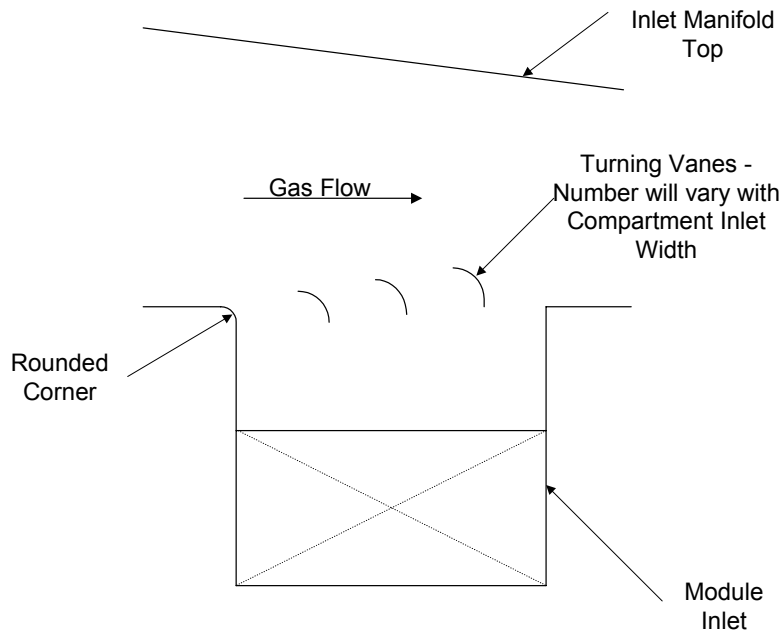 Inlet Manifold
Top
Gas Flow
Turning Vanes -
Number will vary with
Compartment Inlet
Width
Rounded
Corner
Module
Inlet